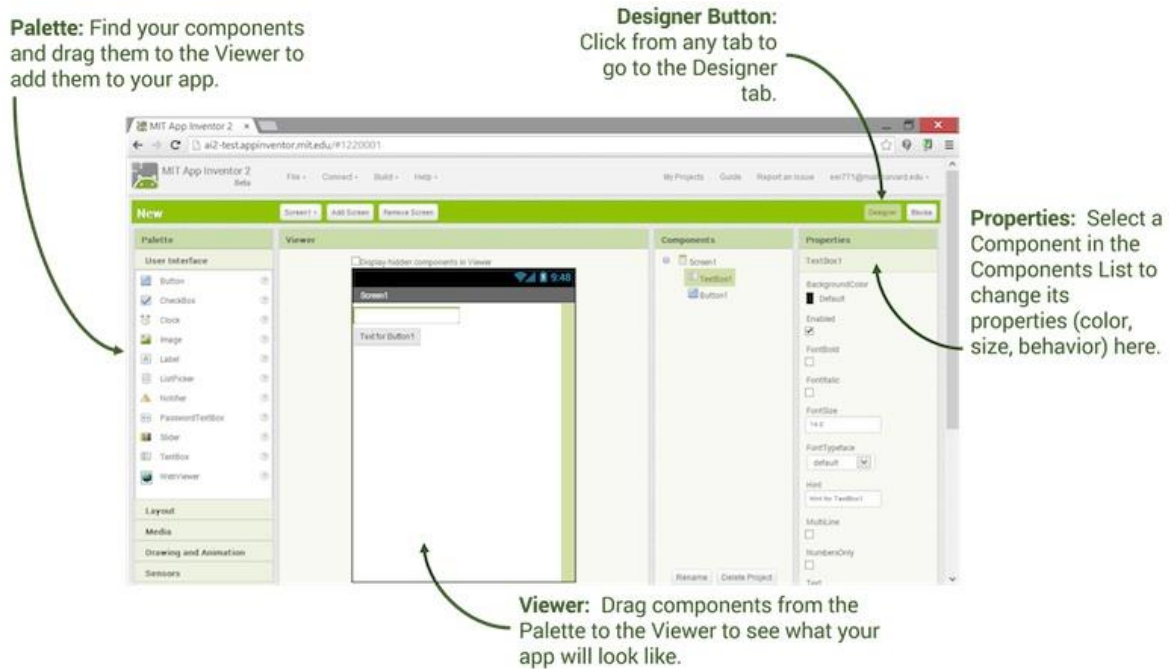 Palette: Find your components
and drag them to the Viewer to
add them to your app.
Designer Button:
Click from any tab to
go to the Designer
tab.
MIT App Inventor 2
ai2-test.appinventor.mit.edu/#1220001
MIT App Inventor 2
Beta
File Connect Build Help
My Projects Guide Report an Issue
New
Screen1 Add Screen Remove Screen
Designer Blocks
Palette
User Interface
Button
CheckBox
Clock
Image
Label
ListPicker
Notifier
PasswordTextBox
Slider
TextBox
WebViewer
Layout
Media
Drawing and Animation
Sensors
Viewer
Display hidden components in Viewer
9:48
Screen1
Text for Button1
Components
Screen1
TextBox1
Button1
Rename Delete Project
Properties
TextBox1
BackgroundColor
Default
Enabled
FontBold
FontItalic
FontSize
14.0
FontTypeface
default
Hint
Hint for TextBox1
MultiLine
NumbersOnly
Text
Properties: Select a
Component in the
Components List to
change its
properties (color,
size, behavior) here.
Viewer: Drag components from the
Palette to the Viewer to see what your
app will look like.